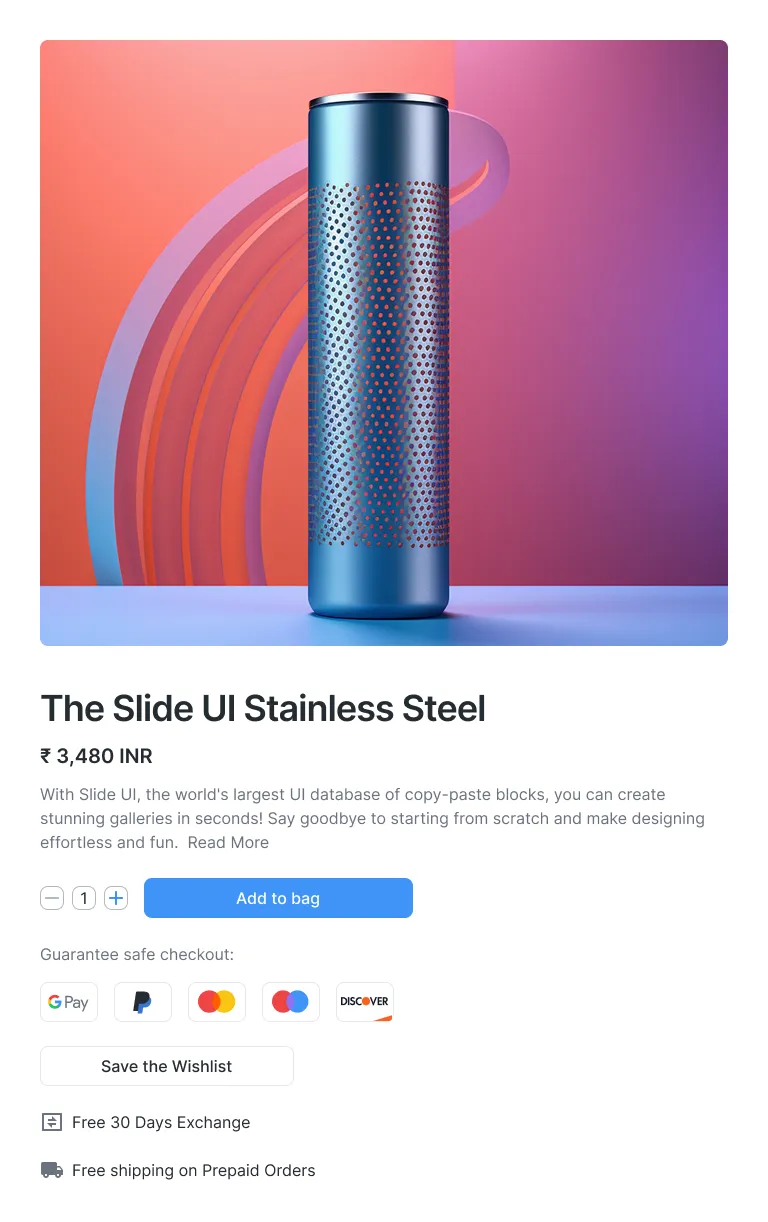 The Slide UI Stainless Steel
₹ 3,480 INR
With Slide UI, the world's largest UI database of copy-paste blocks, you can create
stunning galleries in seconds! Say goodbye to starting from scratch and make designing
effortless and fun.  Read More
1 Add to bag
Guarantee safe checkout:
G Pay DISCOVER
Save the Wishlist
Free 30 Days Exchange
Free shipping on Prepaid Orders